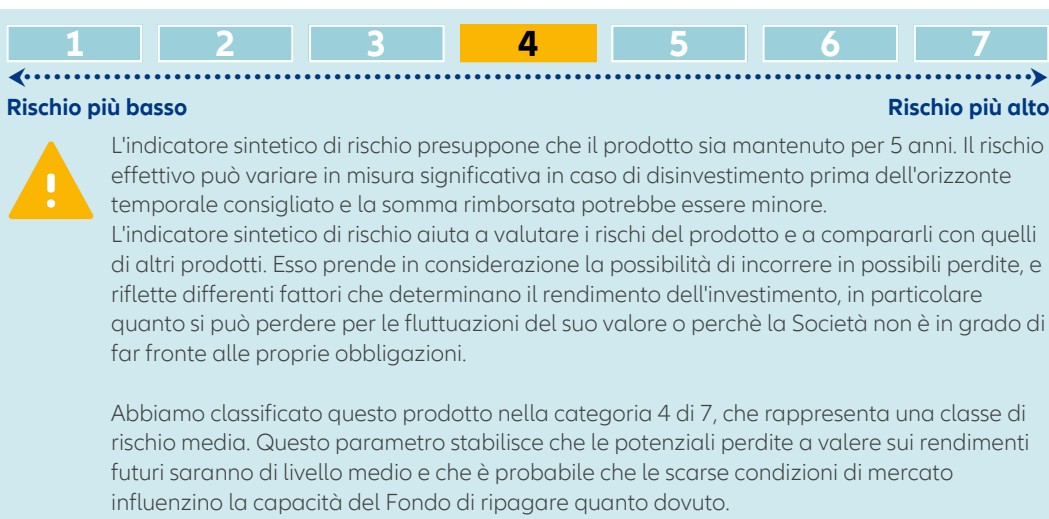 1 2 3 4 5 6 7
Rischio più basso Rischio più alto
L'indicatore sintetico di rischio presuppone che il prodotto sia mantenuto per 5 anni. Il rischio
effettivo può variare in misura significativa in caso di disinvestimento prima dell'orizzonte
temporale consigliato e la somma rimborsata potrebbe essere minore.
L'indicatore sintetico di rischio aiuta a valutare i rischi del prodotto e a compararli con quelli
di altri prodotti. Esso prende in considerazione la possibilità di incorrere in possibili perdite, e
riflette differenti fattori che determinano il rendimento dell'investimento, in particolare
quanto si può perdere per le fluttuazioni del suo valore o perchè la Società non è in grado di
far fronte alle proprie obbligazioni.
Abbiamo classificato questo prodotto nella categoria 4 di 7, che rappresenta una classe di
rischio media. Questo parametro stabilisce che le potenziali perdite a valere sui rendimenti
futuri saranno di livello medio e che è probabile che le scarse condizioni di mercato
influenzino la capacità del Fondo di ripagare quanto dovuto.